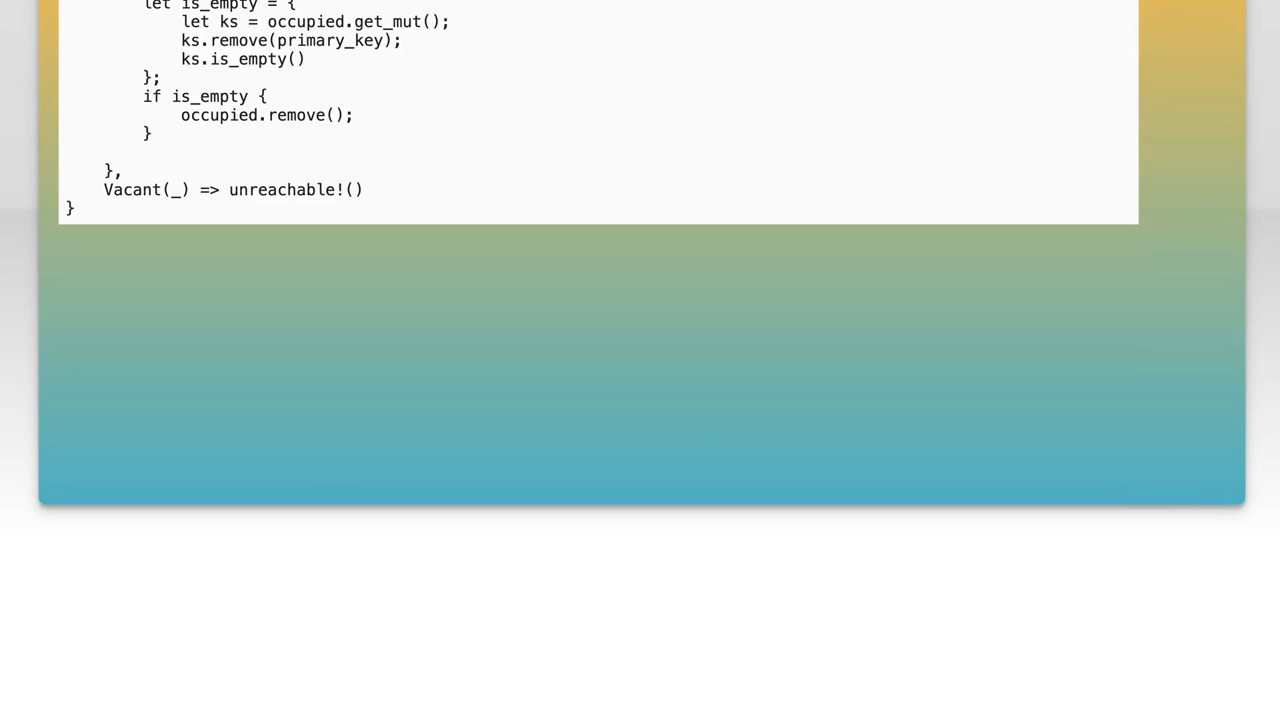 let is_empty = {
let ks = occupied.get_mut();
ks.remove(primary_key);
ks.is_empty()
};
if is_empty {
occupied.remove();
}
},
Vacant(_) => unreachable!()
}